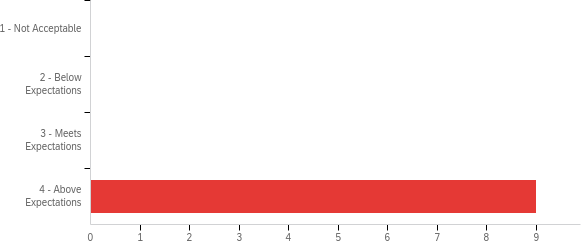 1 - Not Acceptable
2 - Below
Expectations
3 - Meets
Expectations
4 - Above
Expectations
0 1 2 3 4 5 6 7 8 9